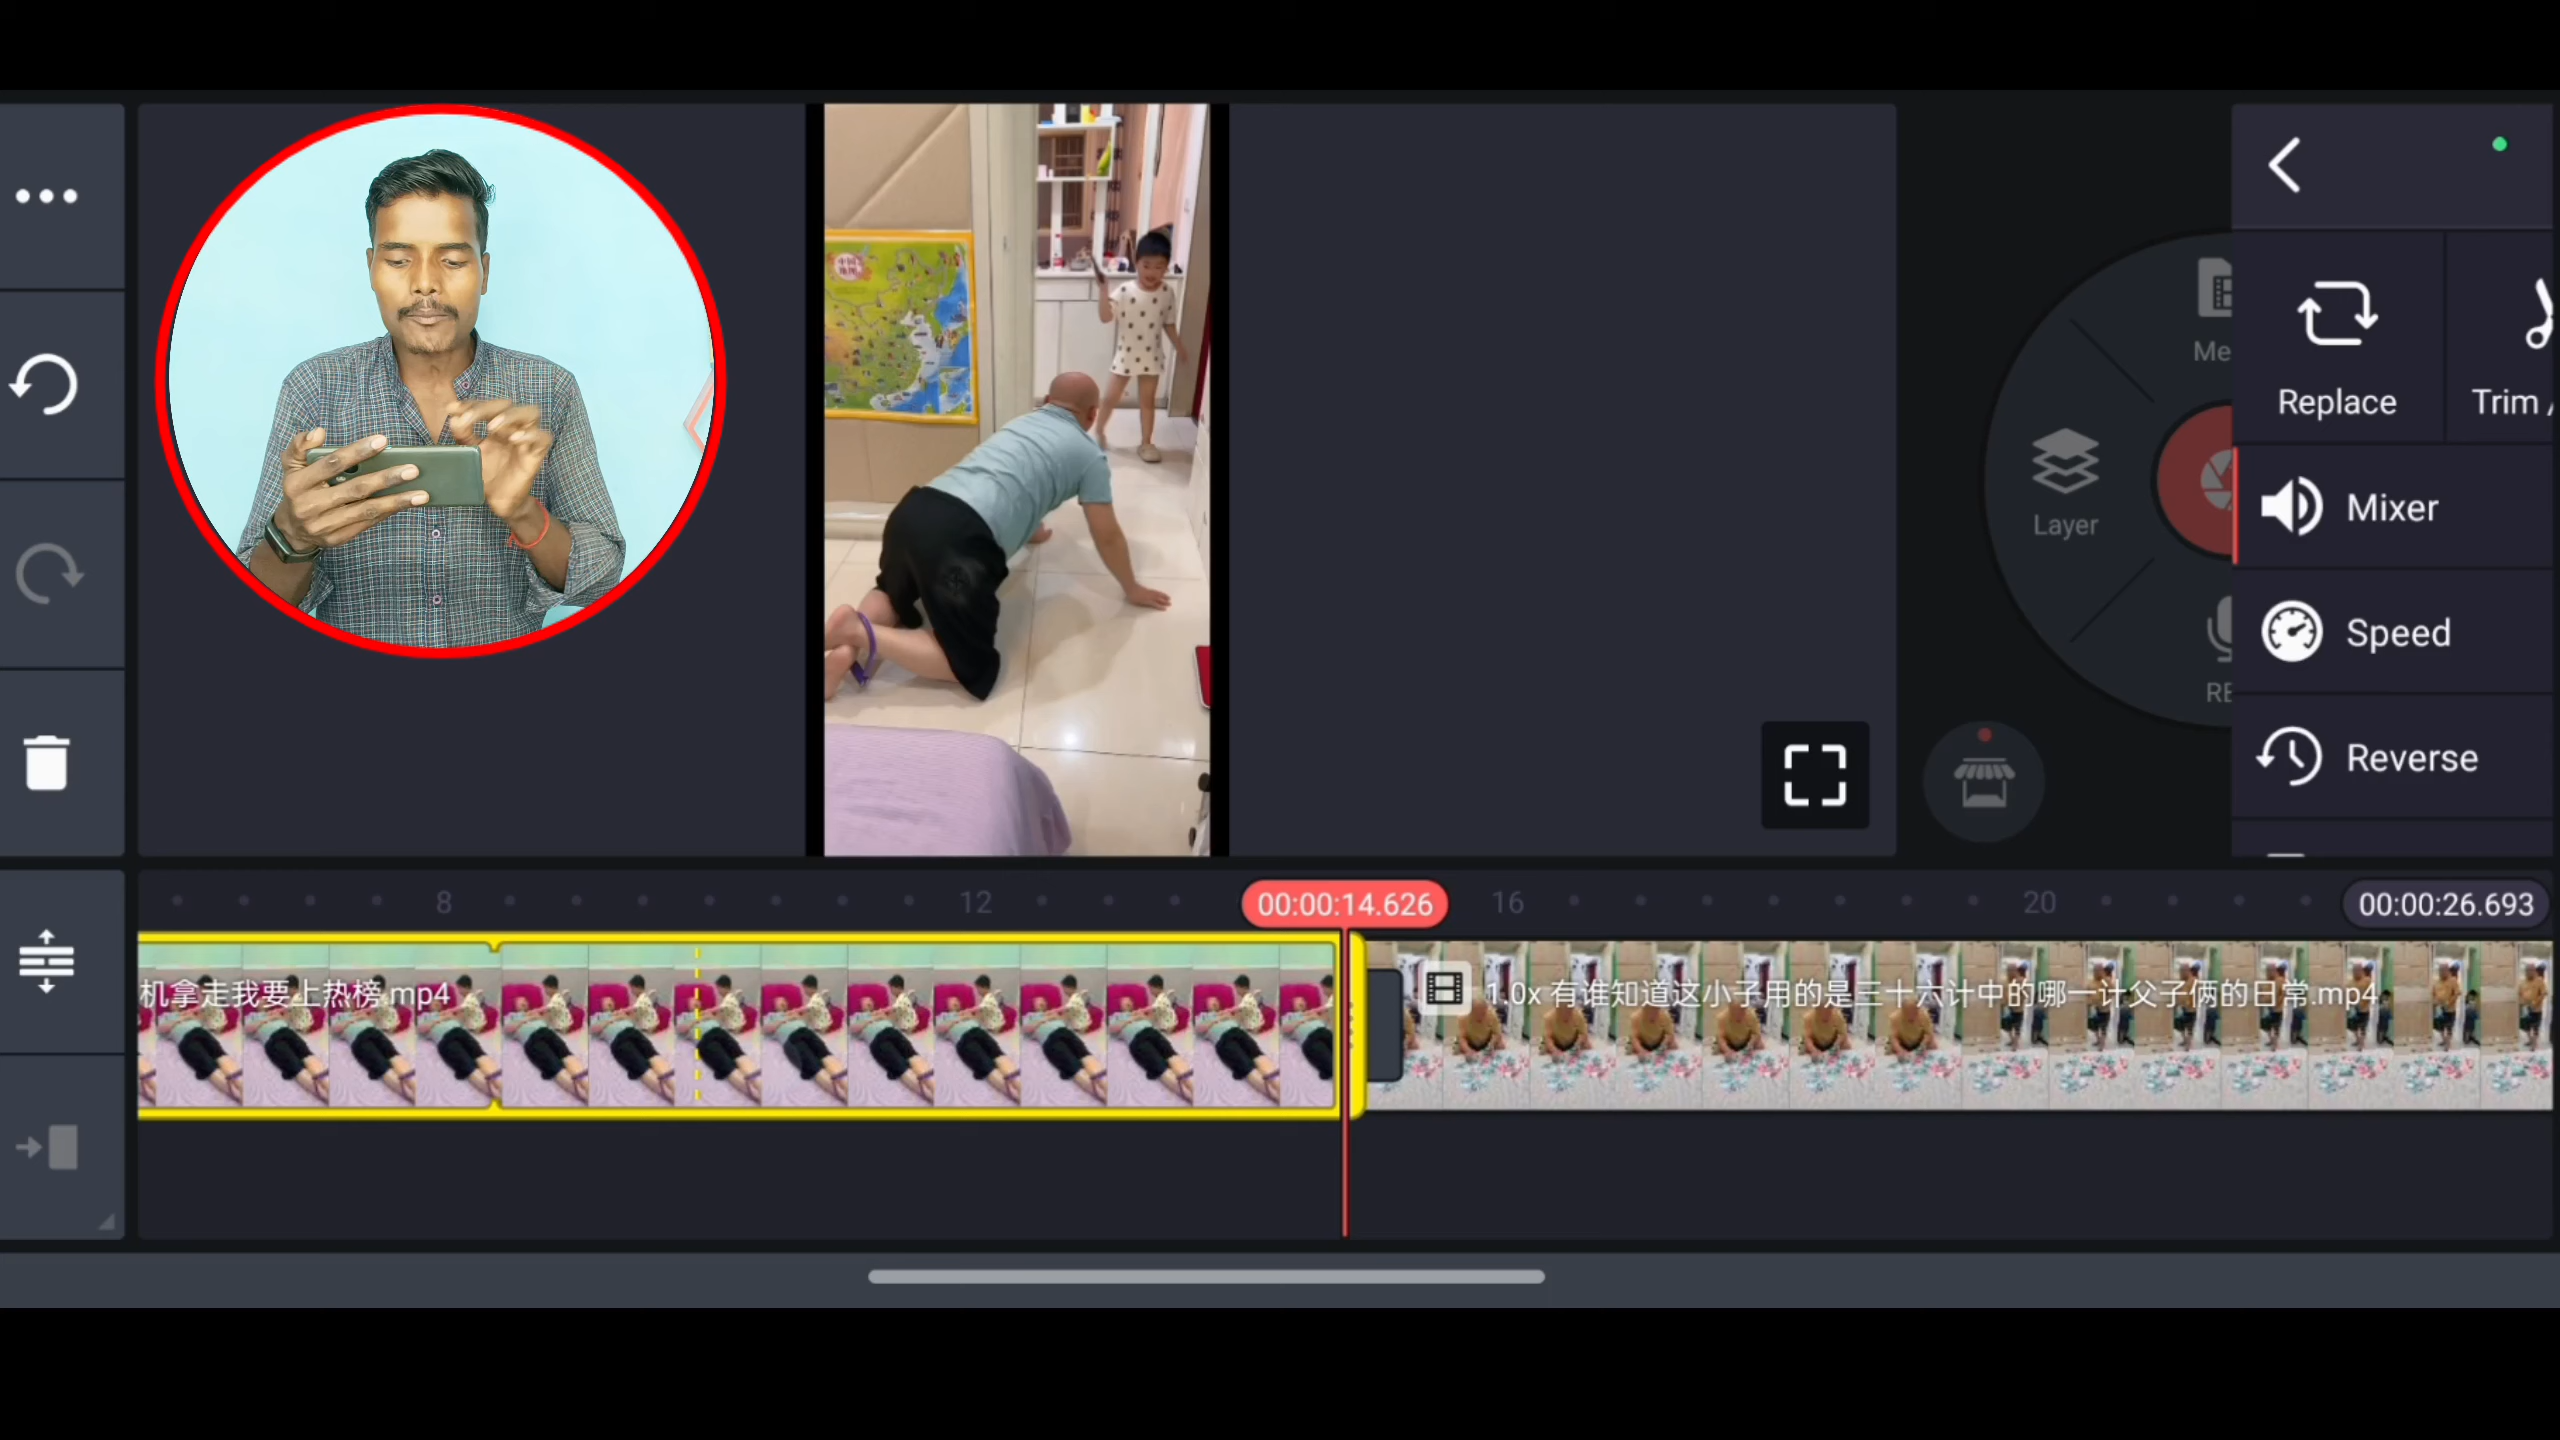 Me
Replace
Trim /
Layer
Mixer
Speed
RE
Reverse
8
12
00:00:14.626
16
20
00:00:26.693
机拿走我要上热榜.mp4
1.0x 有谁知道这小子用的是三十六计中的哪一计父子俩的日常.mp4